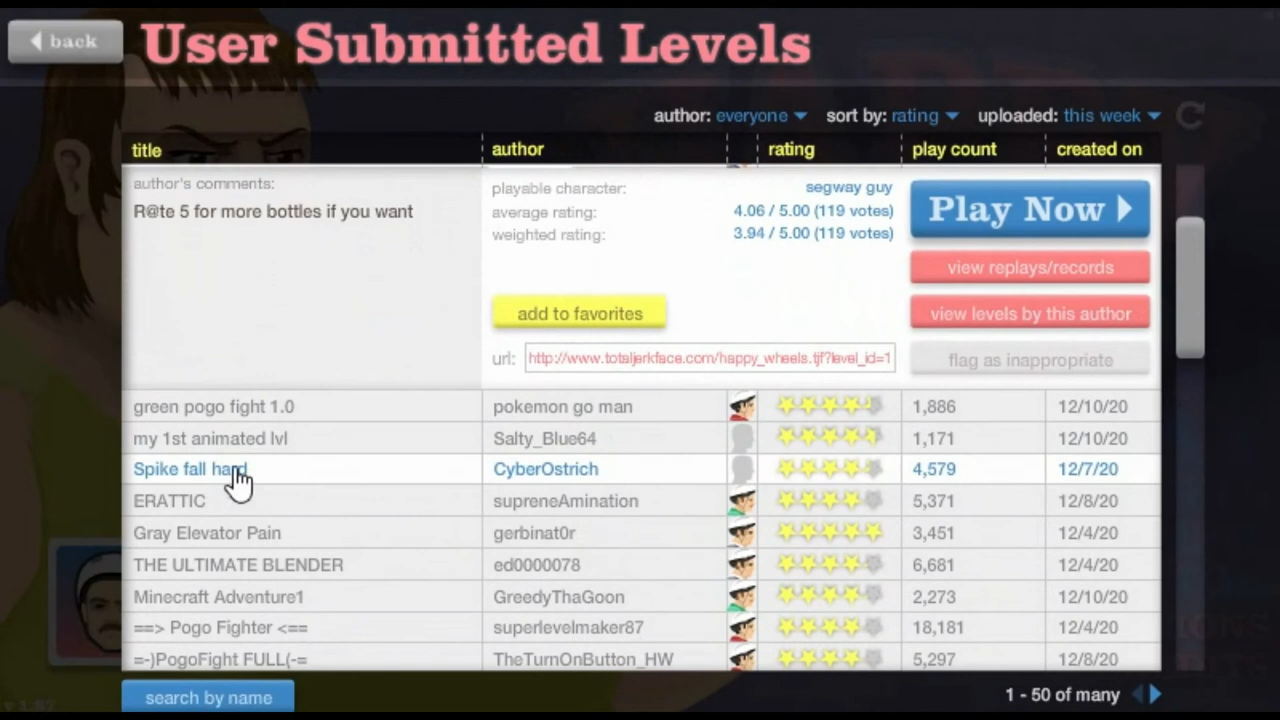 back
User Submitted Levels
author: everyone sort by: rating uploaded: this week
title author rating play count created on
author's comments:
R@te 5 for more bottles if you want
playable character: segway guy
average rating: 4.06 / 5.00 (119 votes)
weighted rating: 3.94 / 5.00 (119 votes)
Play Now
view replays/records
add to favorites
view levels by this author
url: http://www.totaljerkface.com/happy_wheels.tjf?level_id=1
flag as inappropriate
green pogo fight 1.0 pokemon go man 1,886 12/10/20
my 1st animated lvl Salty_Blue64 1,171 12/10/20
Spike fall hard CyberOstrich 4,579 12/7/20
ERATTIC supreneAmination 5,371 12/8/20
Gray Elevator Pain gerbinat0r 3,451 12/4/20
THE ULTIMATE BLENDER ed0000078 6,681 12/4/20
Minecraft Adventure1 GreedyThaGoon 2,273 12/10/20
==> Pogo Fighter <== superlevelmaker87 18,181 12/4/20
=-)PogoFight FULL(-= TheTurnOnButton_HW 5,297 12/8/20
search by name
1 - 50 of many